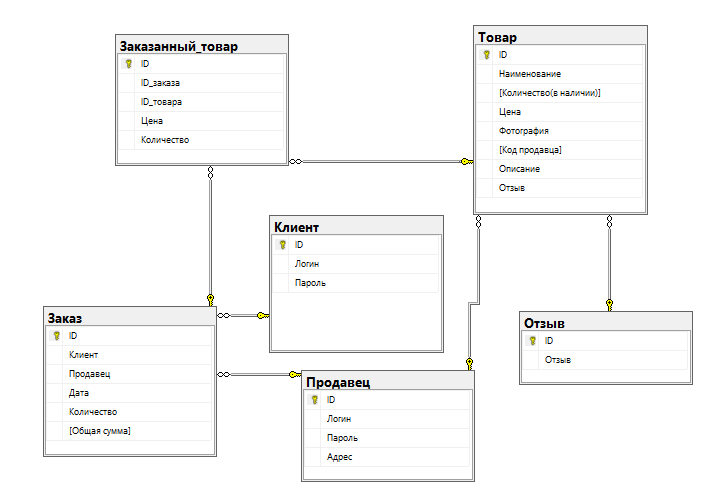 Заказанный_товар
ID
ID_заказа
ID_товара
Цена
Количество
Товар
ID
Наименование
[Количество(в наличии)]
Цена
Фотография
[Код продавца]
Описание
Отзыв
Клиент
ID
Логин
Пароль
Заказ
ID
Клиент
Продавец
Дата
Количество
[Общая сумма]
Продавец
ID
Логин
Пароль
Адрес
Отзыв
ID
Отзыв